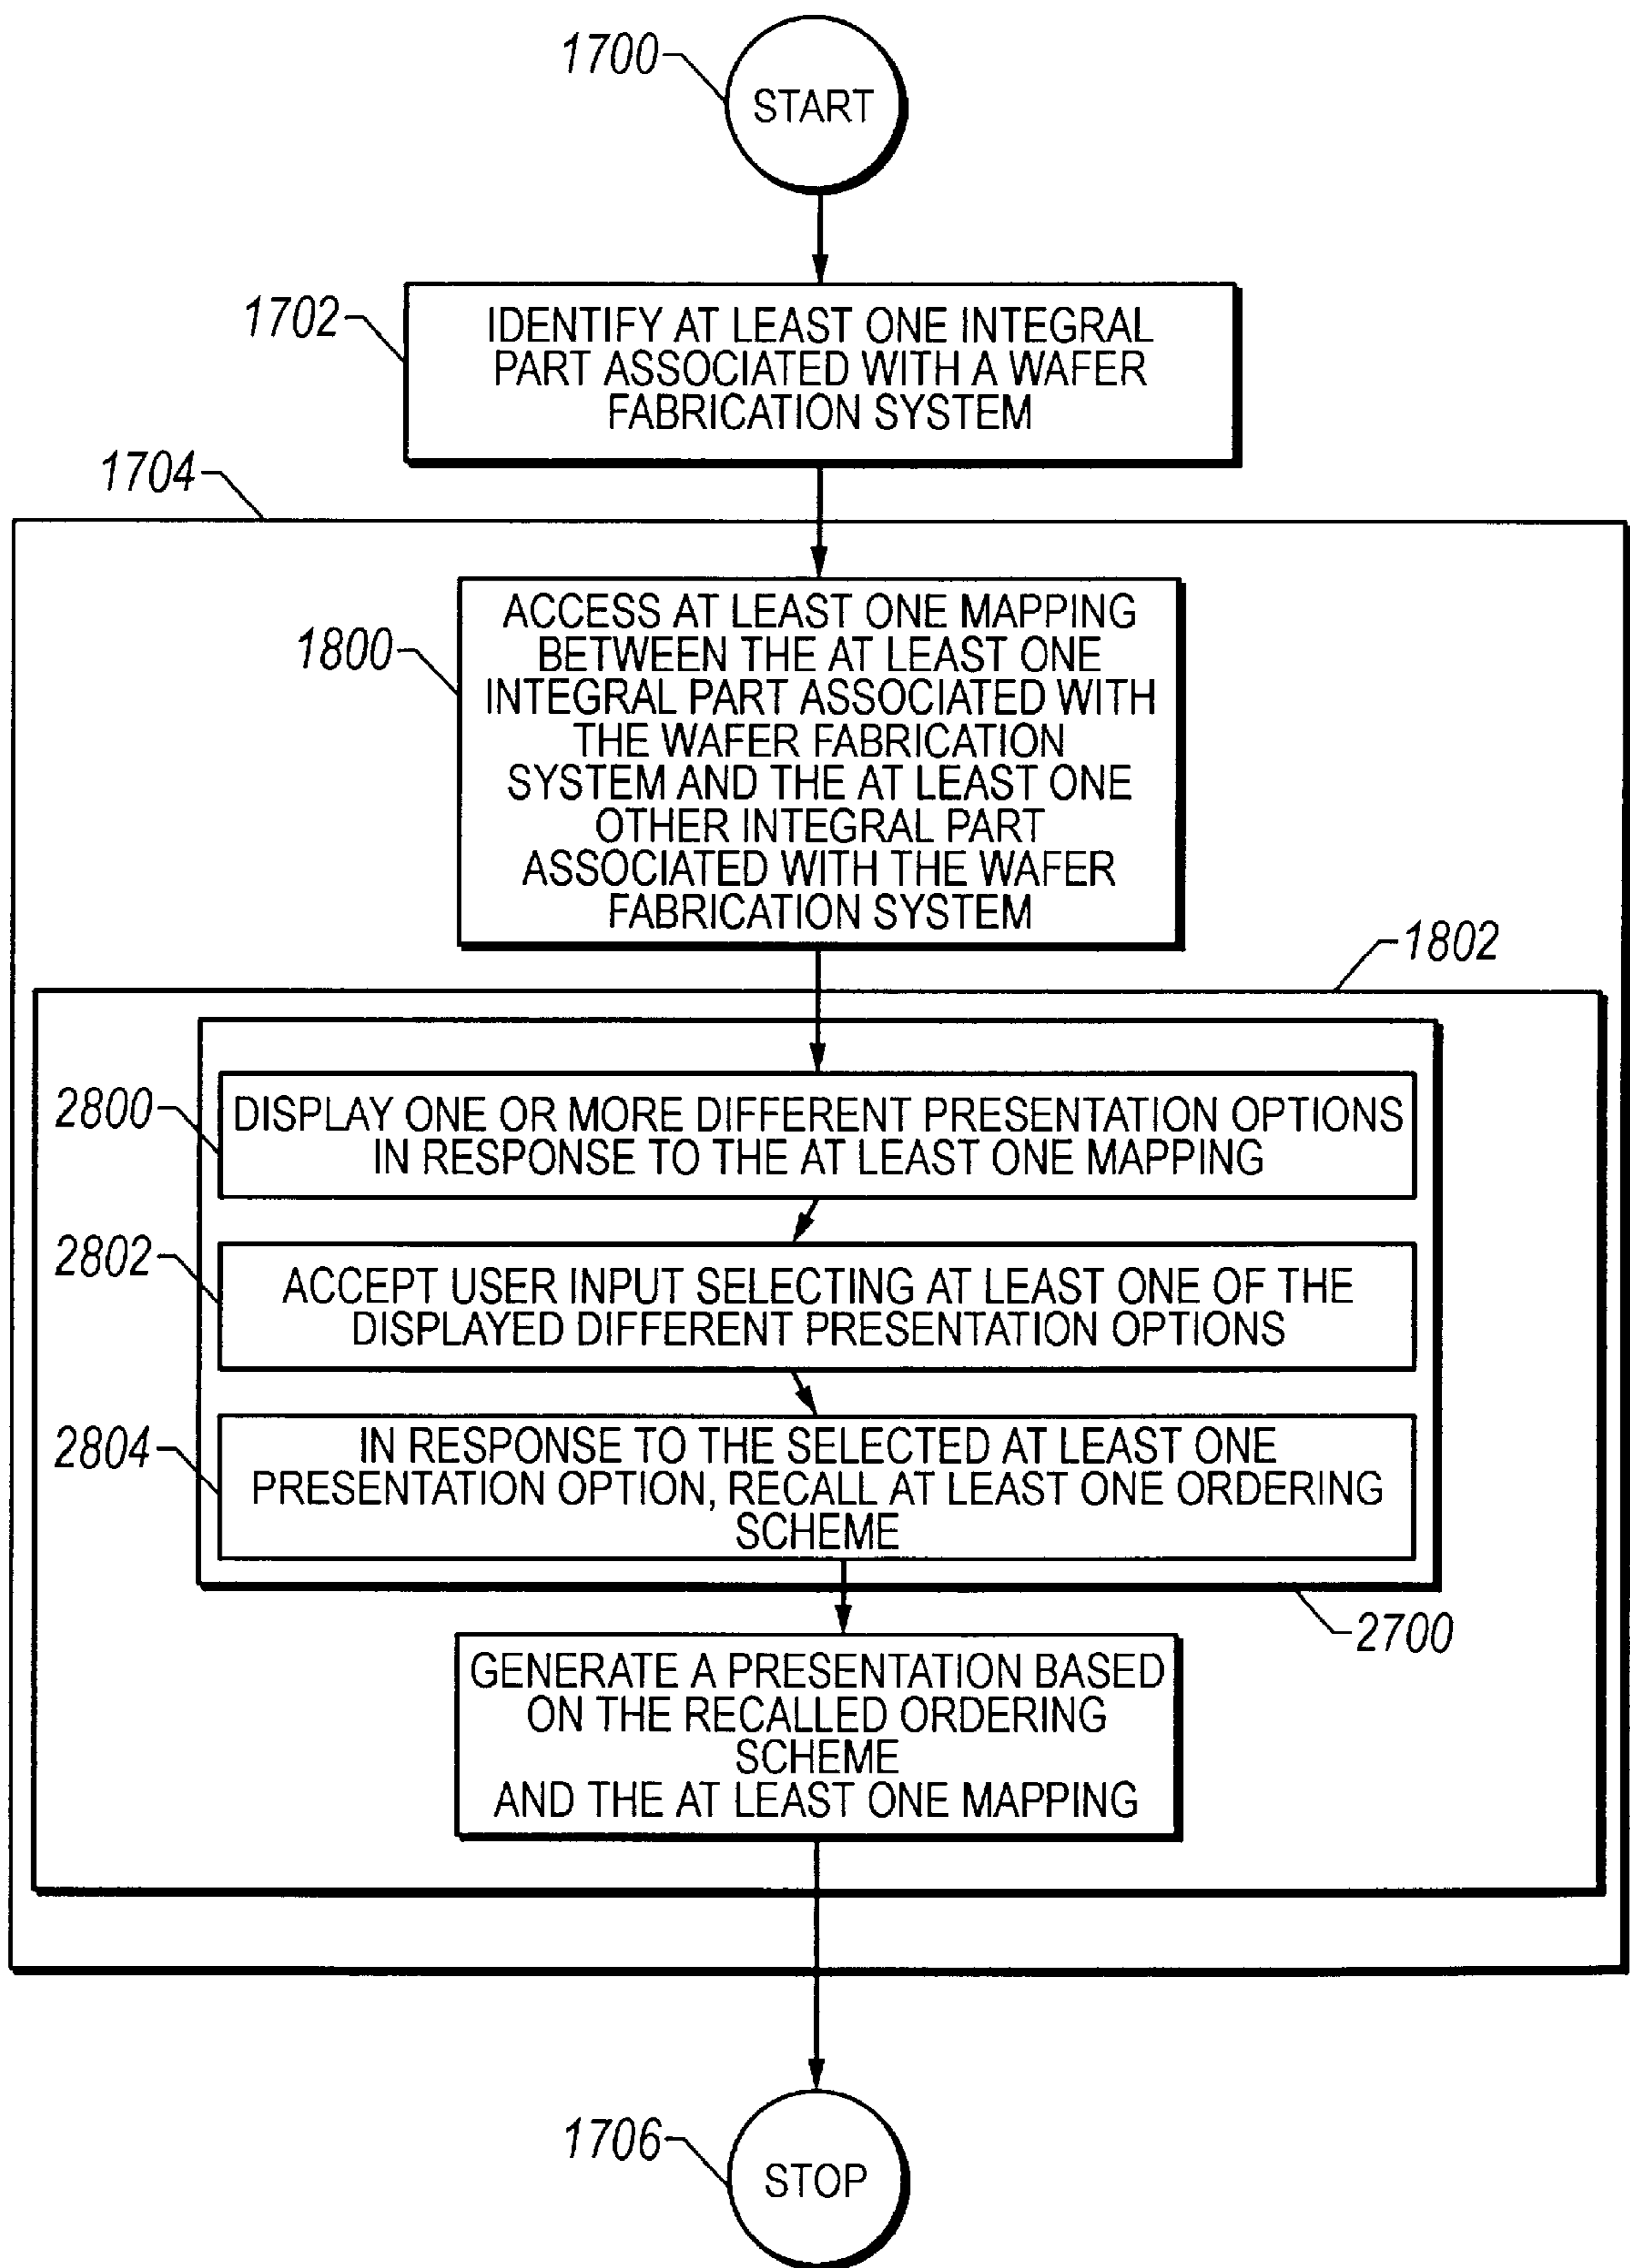 1700
START
1702
IDENTIFY AT LEAST ONE INTEGRAL
PART ASSOCIATED WITH A WAFER
FABRICATION SYSTEM
1704
1800
ACCESS AT LEAST ONE MAPPING
BETWEEN THE AT LEAST ONE
INTEGRAL PART ASSOCIATED WITH
THE WAFER FABRICATION
SYSTEM AND THE AT LEAST ONE
OTHER INTEGRAL PART
ASSOCIATED WITH THE WAFER
FABRICATION SYSTEM
1802
2800
DISPLAY ONE OR MORE DIFFERENT PRESENTATION OPTIONS
IN RESPONSE TO THE AT LEAST ONE MAPPING
2802
ACCEPT USER INPUT SELECTING AT LEAST ONE OF THE
DISPLAYED DIFFERENT PRESENTATION OPTIONS
2804
IN RESPONSE TO THE SELECTED AT LEAST ONE
PRESENTATION OPTION, RECALL AT LEAST ONE ORDERING
SCHEME
2700
GENERATE A PRESENTATION BASED
ON THE RECALLED ORDERING
SCHEME
AND THE AT LEAST ONE MAPPING
1706
STOP